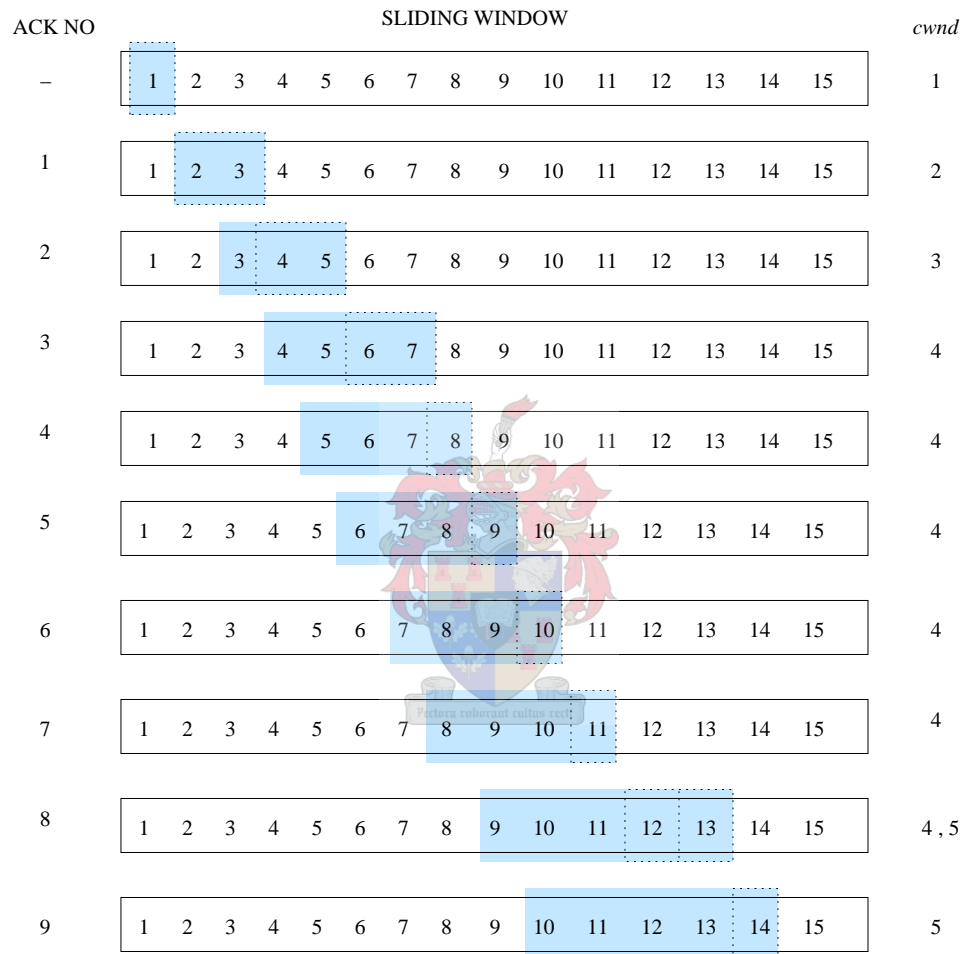 SLIDING WINDOW
ACK NO cwnd
– 1 2 3 4 5 6 7 8 9 10 11 12 13 14 15 1
1 1 2 3 4 5 6 7 8 9 10 11 12 13 14 15 2
2 1 2 3 4 5 6 7 8 9 10 11 12 13 14 15 3
3 1 2 3 4 5 6 7 8 9 10 11 12 13 14 15 4
4 1 2 3 4 5 6 7 8 9 10 11 12 13 14 15 4
5 1 2 3 4 5 6 7 8 9 10 11 12 13 14 15 4
6 1 2 3 4 5 6 7 8 9 10 11 12 13 14 15 4
Pectora roborant cultus recti
7 1 2 3 4 5 6 7 8 9 10 11 12 13 14 15 4
8 1 2 3 4 5 6 7 8 9 10 11 12 13 14 15 4 , 5
9 1 2 3 4 5 6 7 8 9 10 11 12 13 14 15 5